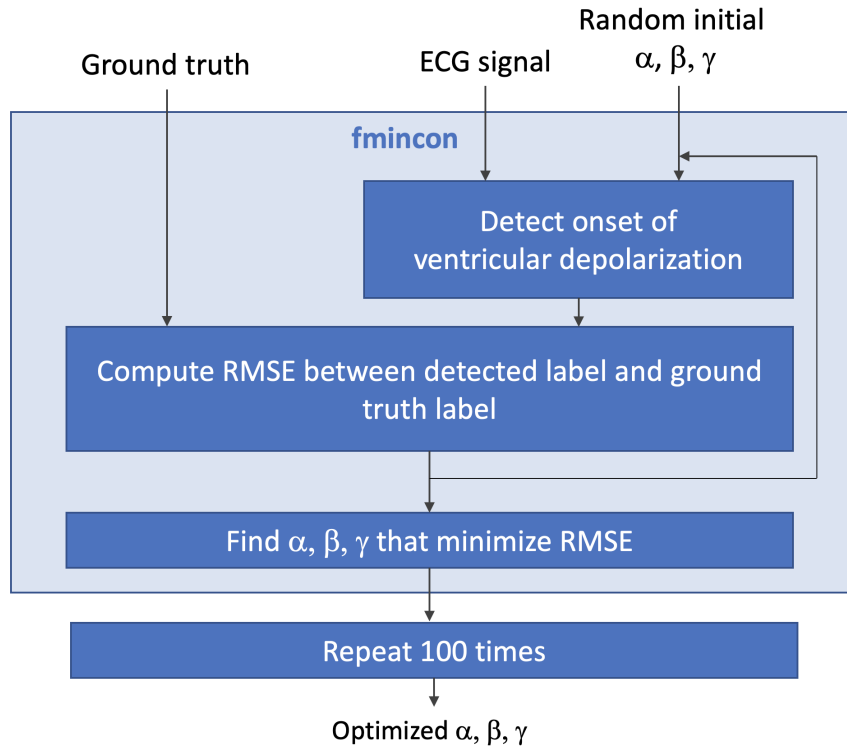 Ground truth
ECG signal
Random initial
α, β, γ
fmincon
Detect onset of
ventricular depolarization
Compute RMSE between detected label and ground
truth label
Find α, β, γ that minimize RMSE
Repeat 100 times
Optimized α, β, γ